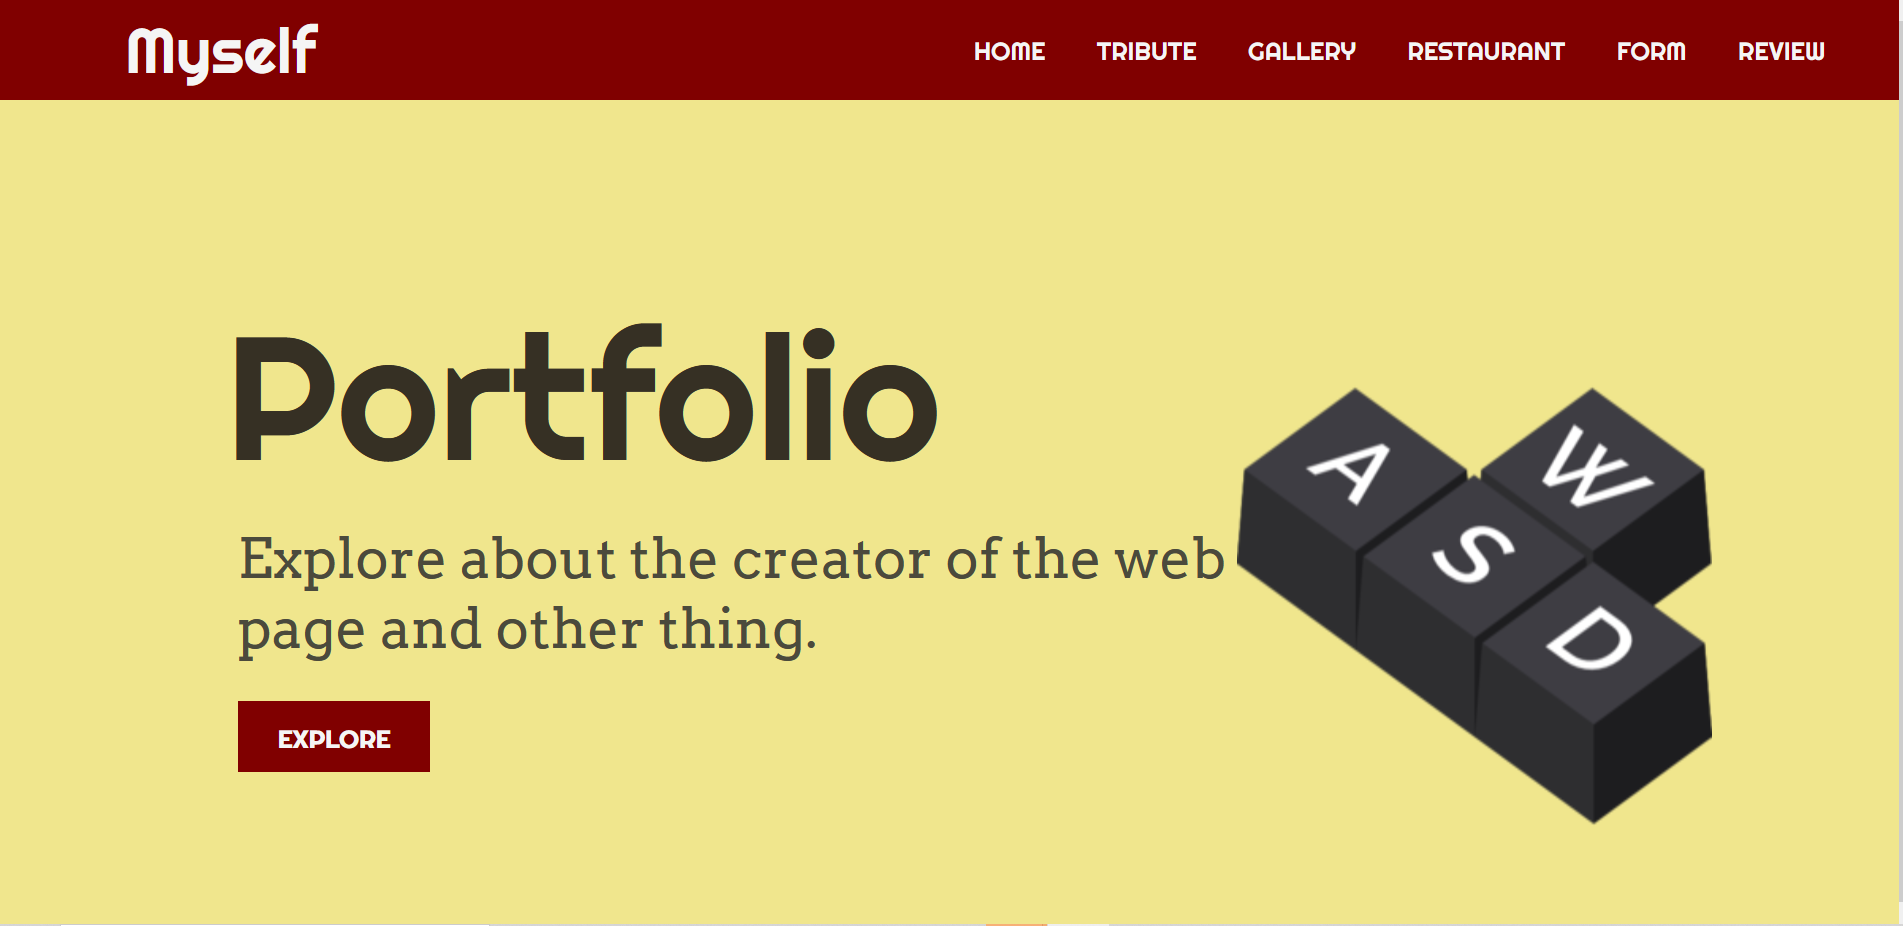 Myself
HOME TRIBUTE GALLERY RESTAURANT FORM REVIEW
Portfolio
Explore about the creator of the web
page and other thing.
EXPLORE
A W
S
D